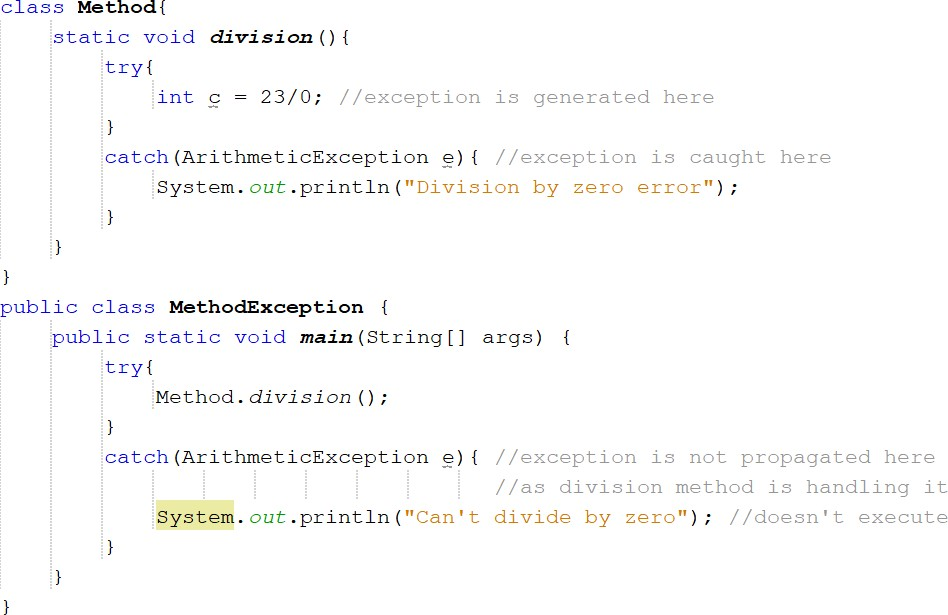 class Method{
    static void division(){
        try{
            int c = 23/0; //exception is generated here
        }
        catch(ArithmeticException e){ //exception is caught here
            System.out.println("Division by zero error");
        }
    }
}
public class MethodException {
    public static void main(String[] args) {
        try{
            Method.division();
        }
        catch(ArithmeticException e){ //exception is not propagated here
                                      //as division method is handling it
            System.out.println("Can't divide by zero"); //doesn't execute
        }
    }
}